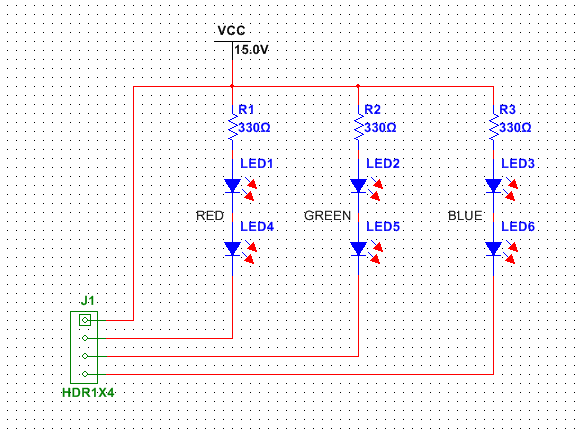 VCC
15.0V
R1
330Ω
R2
330Ω
R3
330Ω
LED1
LED2
LED3
RED
GREEN
BLUE
LED4
LED5
LED6
J1
HDR1X4